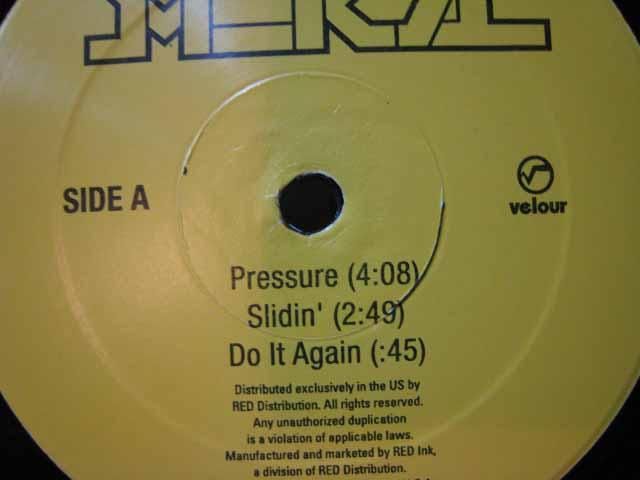 SIDE A
velour
Pressure (4:08)
Slidin' (2:49)
Do It Again (:45)
Distributed exclusively in the US by
RED Distribution. All rights reserved.
Any unauthorized duplication
is a violation of applicable laws.
Manufactured and marketed by RED Ink,
a division of RED Distribution.